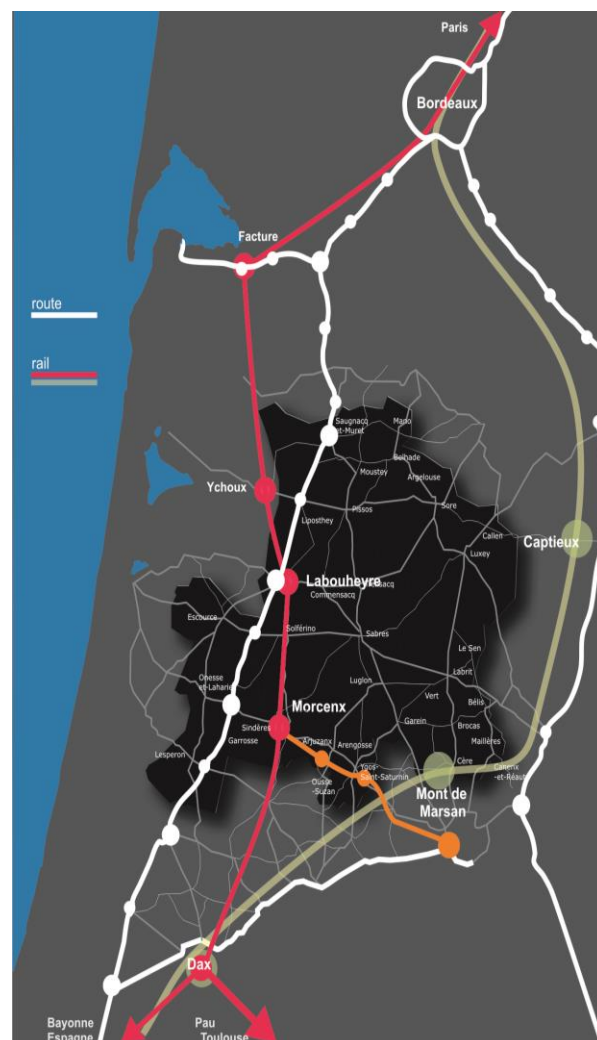 Paris
Bordeaux
Facture
route
rail
Saugnacq
-et-Muret
Mano
Belhade
Moustey
Argelouse
Ychoux
Pissos
Sore
Liposthey
Callen
Captieux
Luxey
Labouheyre
Commensacq
Escource
Solférino
Sabres
Le Sen
Labrit
Onesse
-et-Laharie
Luglon
Vert
Bélis
Morcenx
Garein
Brocas
Sindères
Garrosse
Arjuzanx
Arengosse
Maillères
Lesperon
Cère
Canenx
-et-Réaut
Ygos-
Saint-Saturnin
Ousse
-Suzan
Mont de
Marsan
Dax
Bayonne
Espagne
Pau
Toulouse